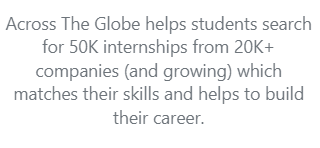 Across The Globe helps students search
for 50K internships from 20K+
companies (and growing) which
matches their skills and helps to build
their career.